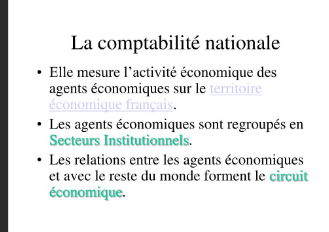 La comptabilité nationale
• Elle mesure l'activité économique des
agents économiques sur le territoire
économique français.
• Les agents économiques sont regroupés en
Secteurs Institutionnels.
• Les relations entre les agents économiques
et avec le reste du monde forment le circuit
économique.